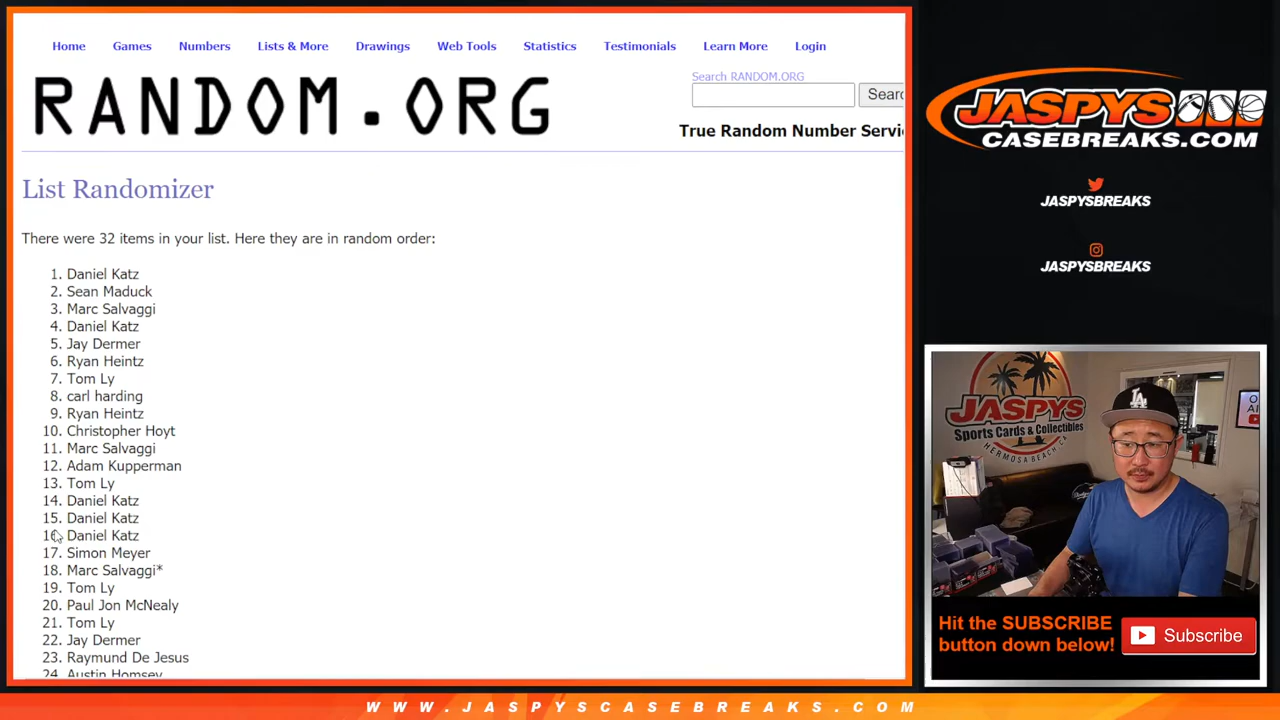 Home Games Numbers Lists & More Drawings Web Tools Statistics Testimonials Learn More Login
RANDOM.ORG
Search RANDOM.ORG
True Random Number Servi
List Randomizer
There were 32 items in your list. Here they are in random order:
1. Daniel Katz
2. Sean Maduck
3. Marc Salvaggi
4. Daniel Katz
5. Jay Dermer
6. Ryan Heintz
7. Tom Ly
8. carl harding
9. Ryan Heintz
10. Christopher Hoyt
11. Marc Salvaggi
12. Adam Kupperman
13. Tom Ly
14. Daniel Katz
15. Daniel Katz
16. Daniel Katz
17. Simon Meyer
18. Marc Salvaggi*
19. Tom Ly
20. Paul Jon McNealy
21. Tom Ly
22. Jay Dermer
23. Raymund De Jesus
24. Austin Homsey
JASPYS
CASEBREAKS.COM
JASPYSBREAKS
JASPYSBREAKS
JASPYS
Sports Cards & Collectibles
HERMOSA BEACH CA
LA
Hit the SUBSCRIBE
button down below!
Subscribe
WWW.JASPYSCASEBREAKS.COM